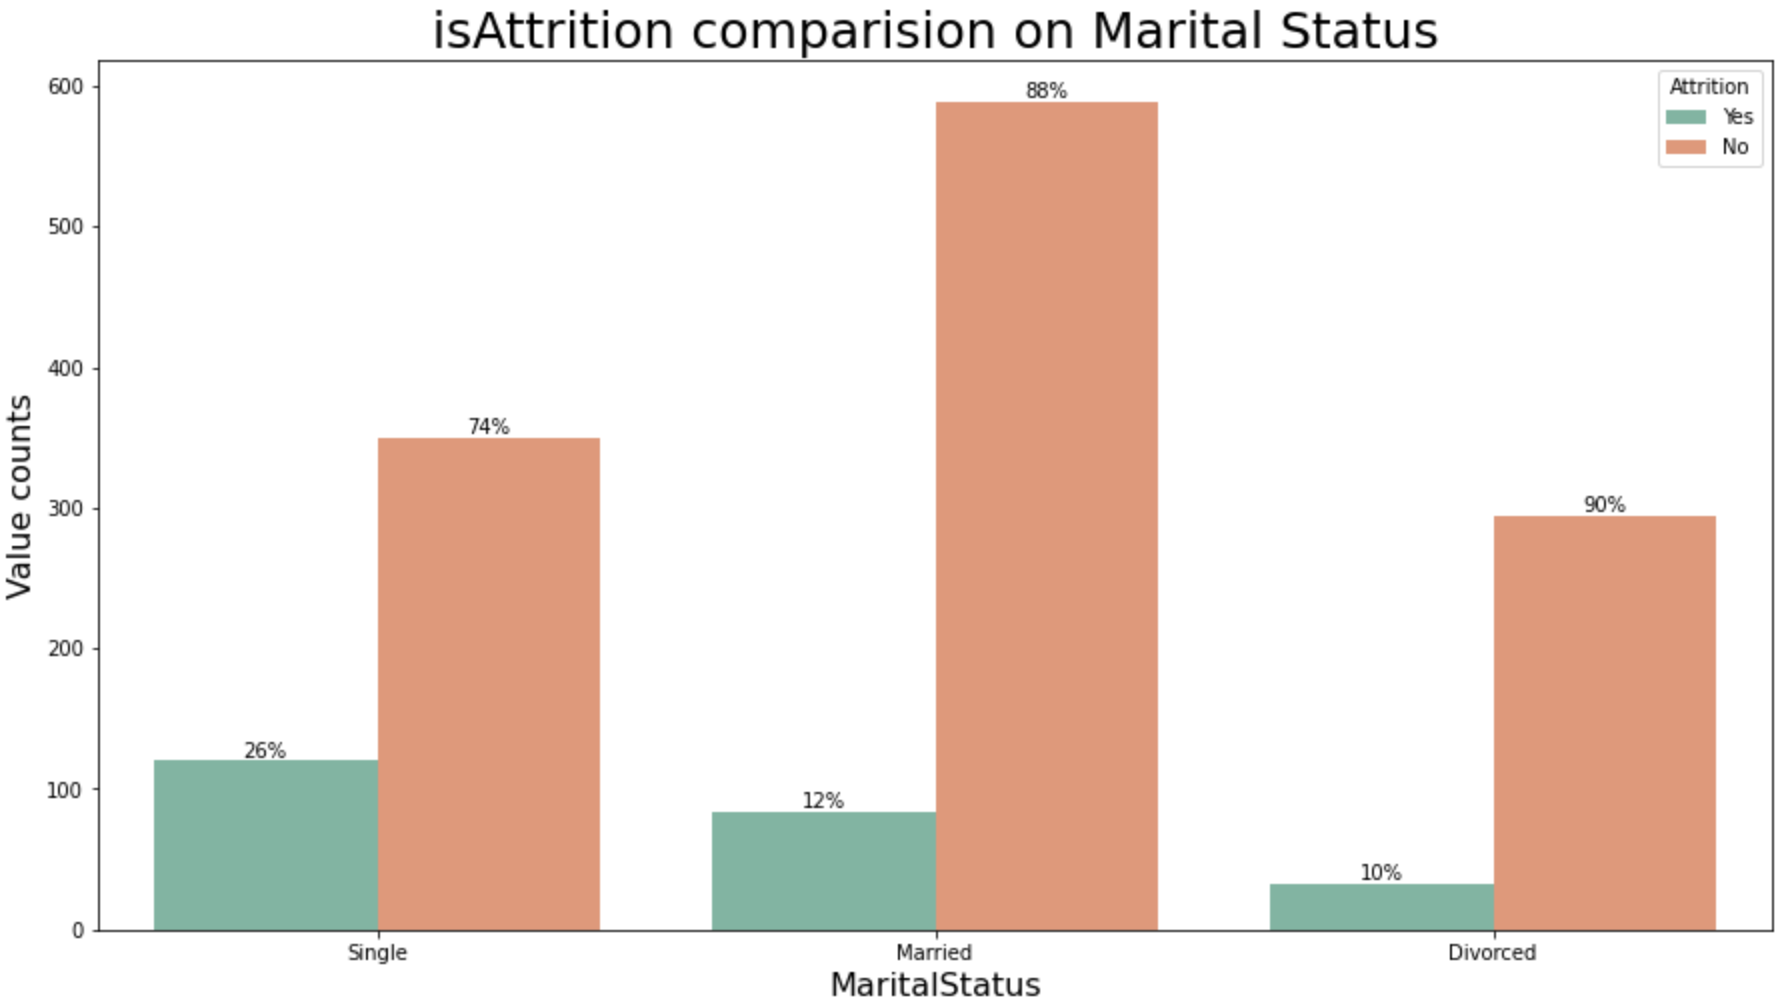 isAttrition comparision on Marital Status
Attrition
Yes
No
Value counts
600
500
400
300
200
100
0
26%
74%
12%
88%
10%
90%
Single
Married
Divorced
MaritalStatus